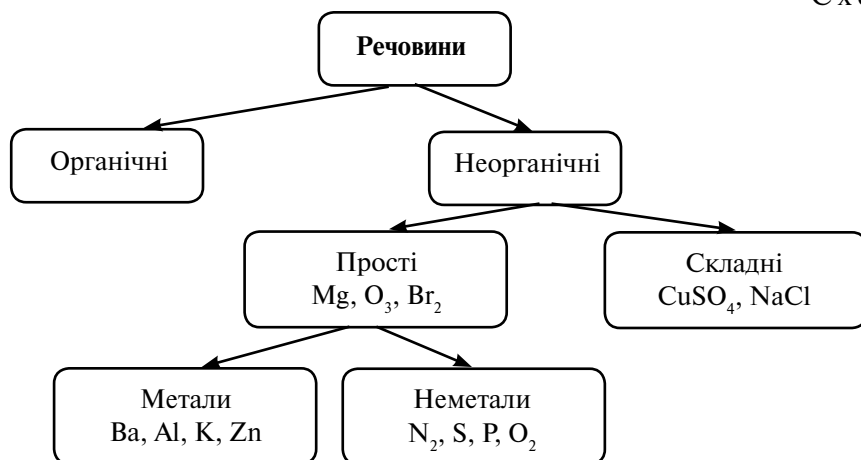 Речовини
Органічні
Неорганічні
Прості
Mg, O₃, Br₂
Складні
CuSO₄, NaCl
Метали
Ba, Al, K, Zn
Неметали
N₂, S, P, O₂